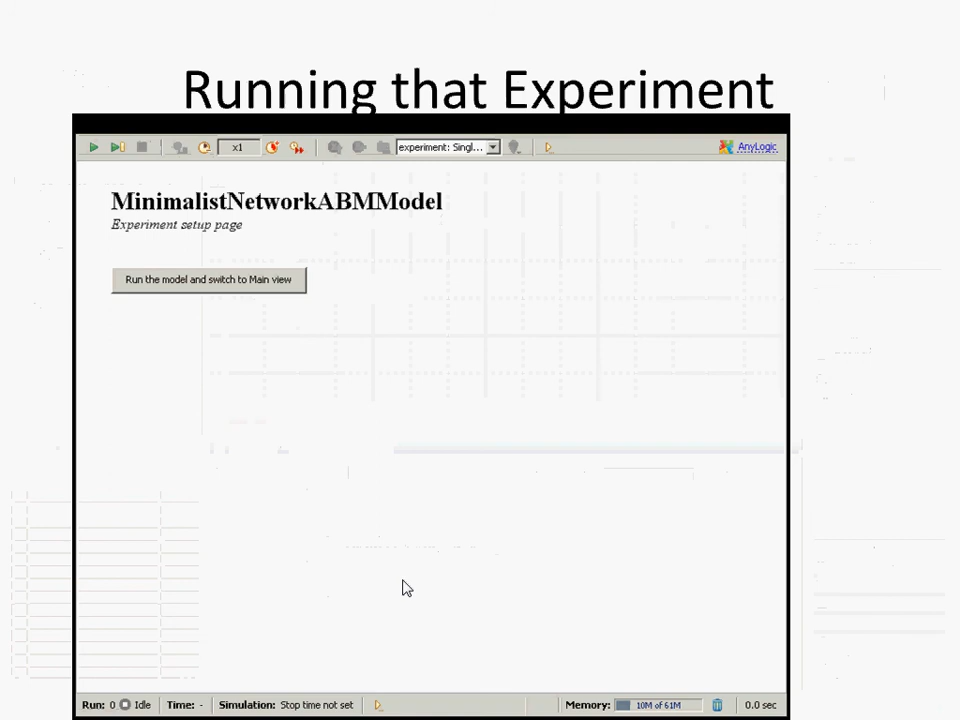 Running that Experiment
x1 experiment: Singl... AnyLogic
MinimalistNetworkABMModel
Experiment setup page
Run the model and switch to Main view
Run: 0 Idle Time: - Simulation: Stop time not set Memory: 10M of 61M 0.0 sec